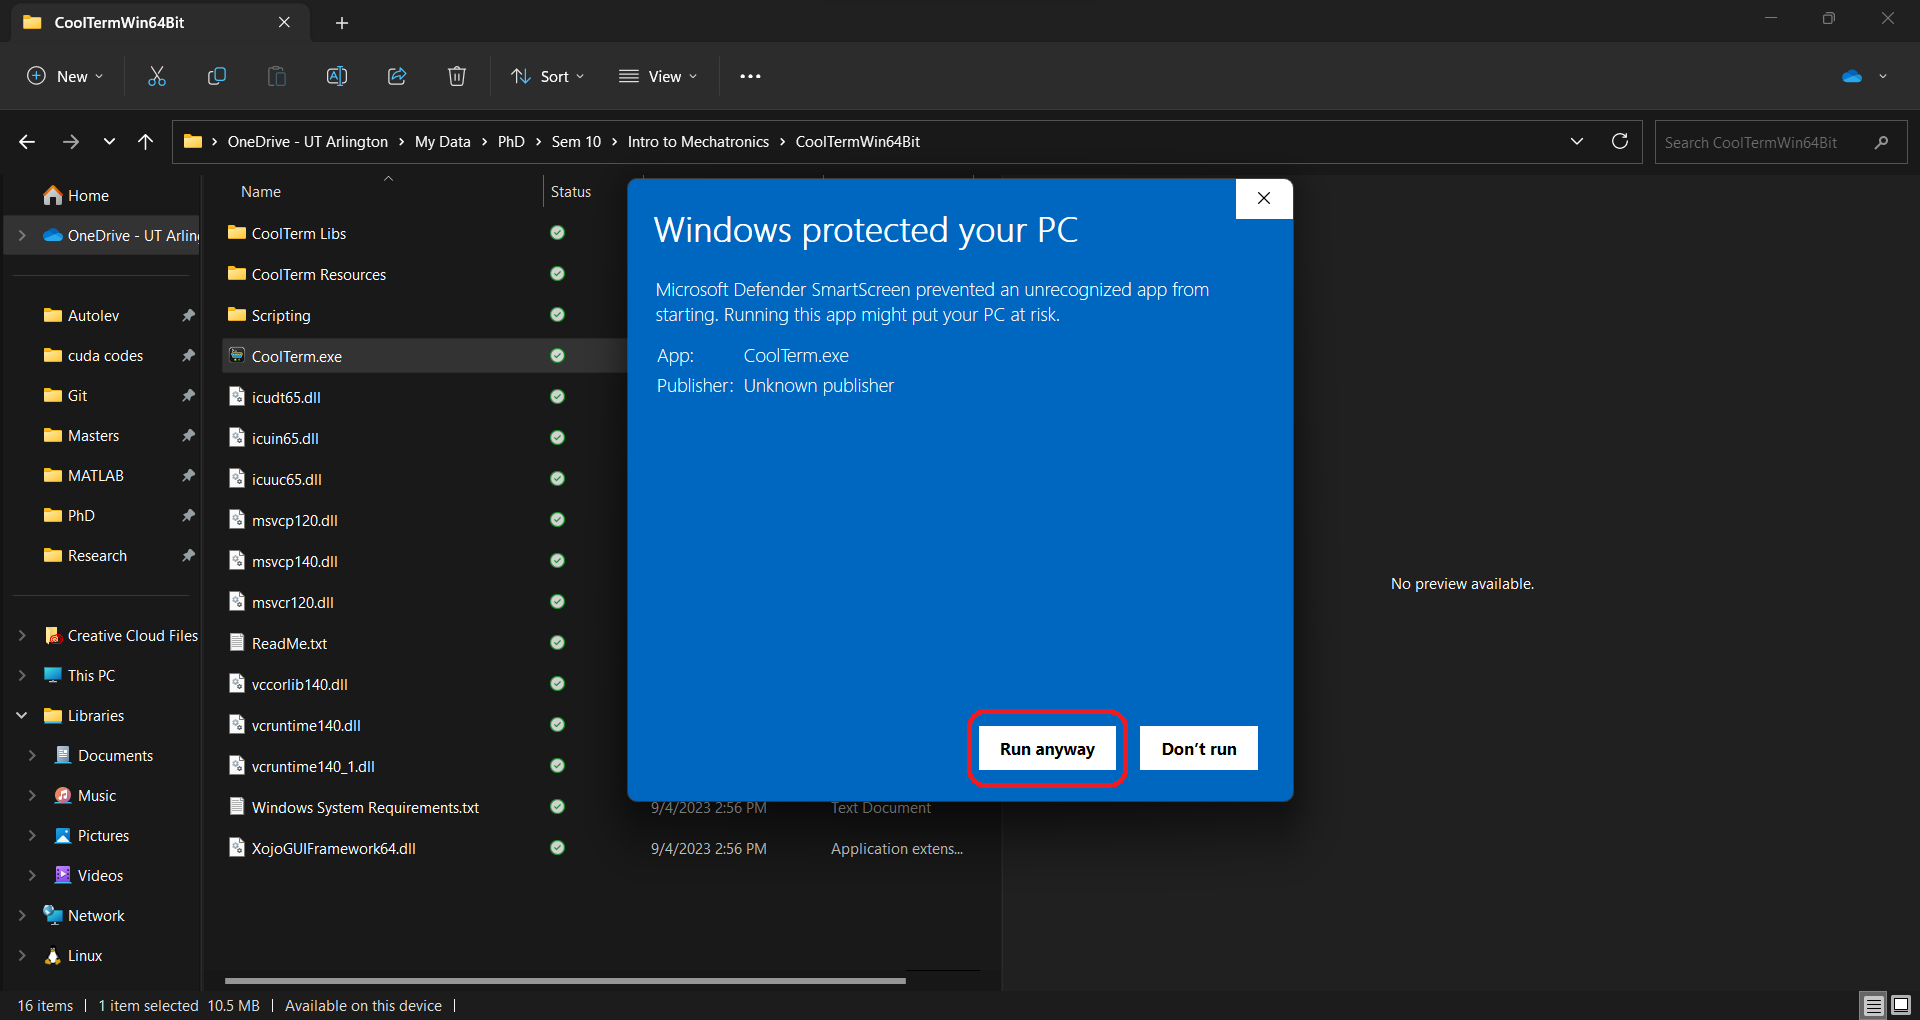 CoolTermWin64Bit
New
Sort
View
OneDrive - UT Arlington › My Data › PhD › Sem 10 › Intro to Mechatronics › CoolTermWin64Bit
Search CoolTermWin64Bit
Home
OneDrive - UT Arling
Autolev
cuda codes
Git
Masters
MATLAB
PhD
Research
Creative Cloud Files
This PC
Libraries
Documents
Music
Pictures
Videos
Network
Linux
Name
Status
CoolTerm Libs
CoolTerm Resources
Scripting
CoolTerm.exe
icudt65.dll
icuin65.dll
icuuc65.dll
msvcp120.dll
msvcp140.dll
msvcr120.dll
ReadMe.txt
vccorlib140.dll
vcruntime140.dll
vcruntime140_1.dll
Windows System Requirements.txt 9/4/2023 2:56 PM Text Document
XojoGUIFramework64.dll 9/4/2023 2:56 PM Application extens...
Windows protected your PC
Microsoft Defender SmartScreen prevented an unrecognized app from
starting. Running this app might put your PC at risk.
App: CoolTerm.exe
Publisher: Unknown publisher
Run anyway
Don't run
No preview available.
16 items | 1 item selected 10.5 MB | Available on this device |